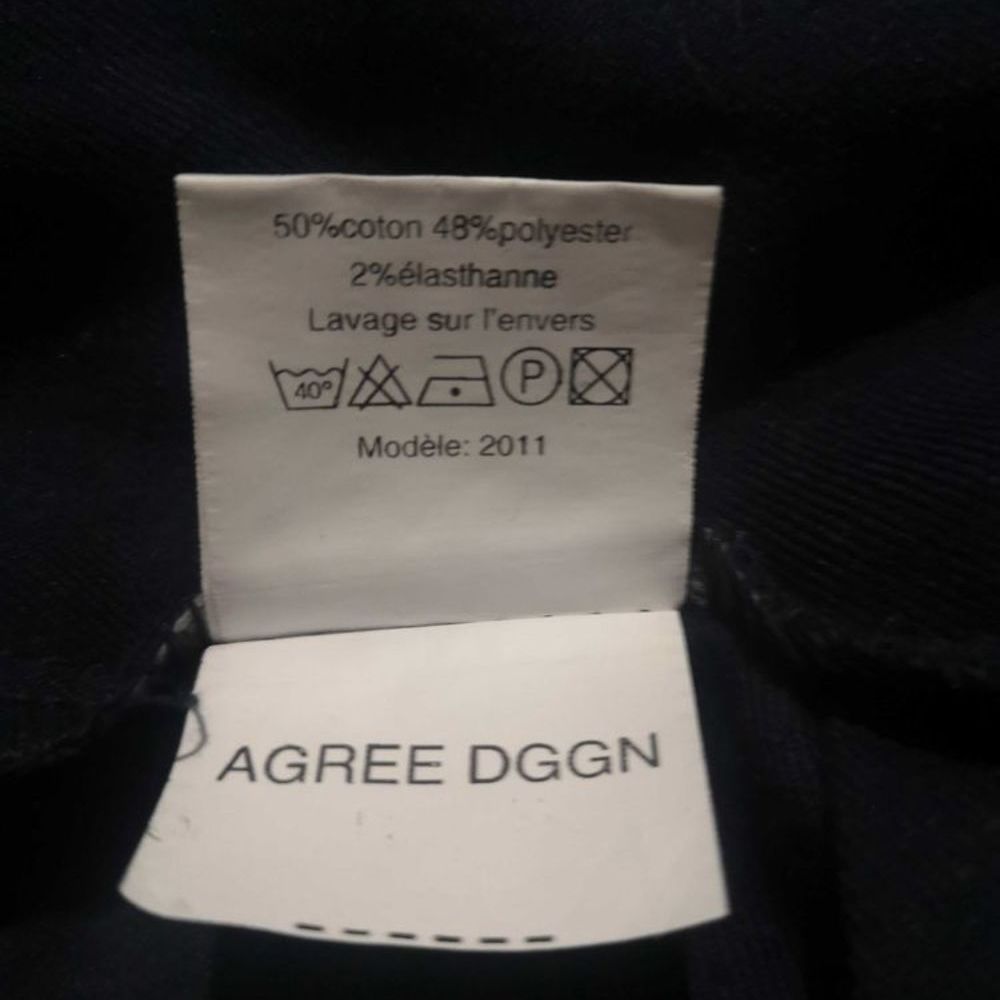 50%coton 48%polyester
2%élasthanne
Lavage sur l'envers
40° P
Modèle: 2011
AGREE DGGN